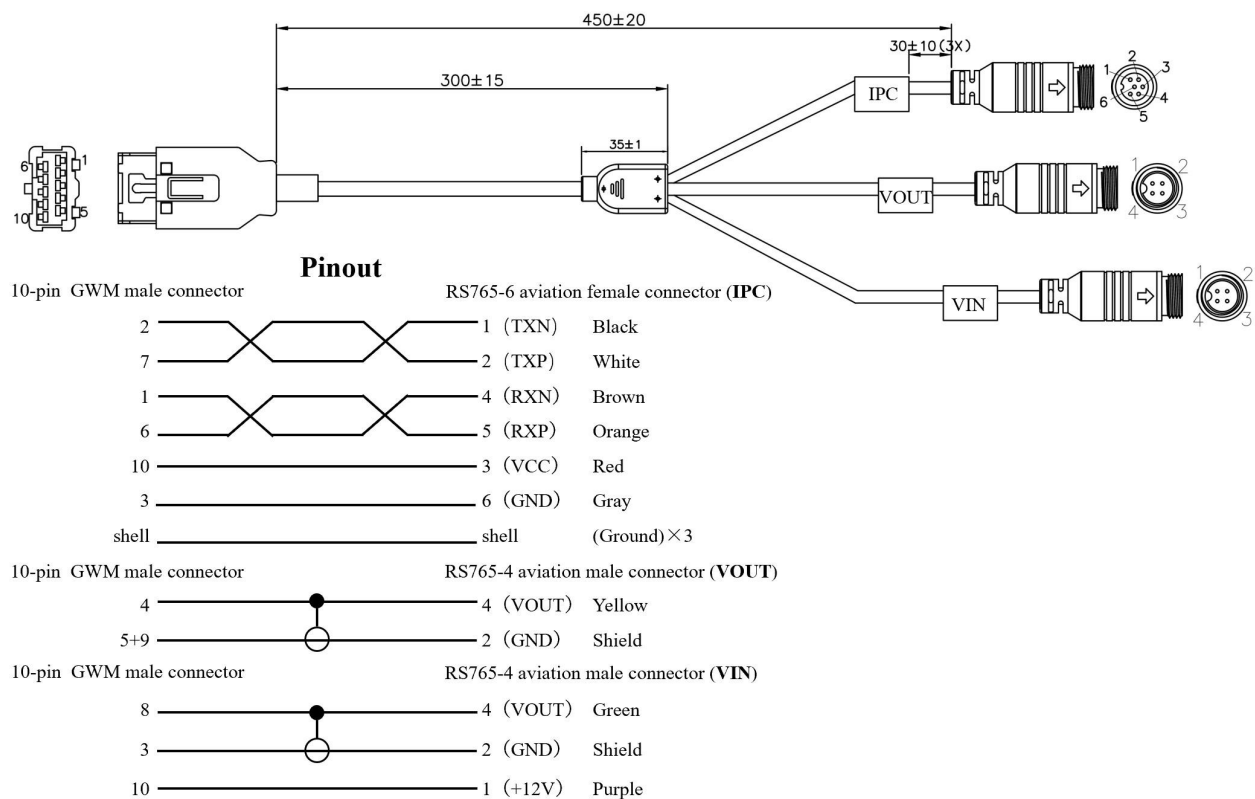 450±20
30±10(3X)
300±15
35±1
IPC
1 2 3 4 5 6
6 1
10 5
VOUT
1 2
4 3
VIN
1 2
4 3
Pinout
10-pin GWM male connector RS765-6 aviation female connector (IPC)
2 1 (TXN) Black
7 2 (TXP) White
1 4 (RXN) Brown
6 5 (RXP) Orange
10 3 (VCC) Red
3 6 (GND) Gray
shell shell (Ground)×3
10-pin GWM male connector RS765-4 aviation male connector (VOUT)
4 4 (VOUT) Yellow
5+9 2 (GND) Shield
10-pin GWM male connector RS765-4 aviation male connector (VIN)
8 4 (VOUT) Green
3 2 (GND) Shield
10 1 (+12V) Purple